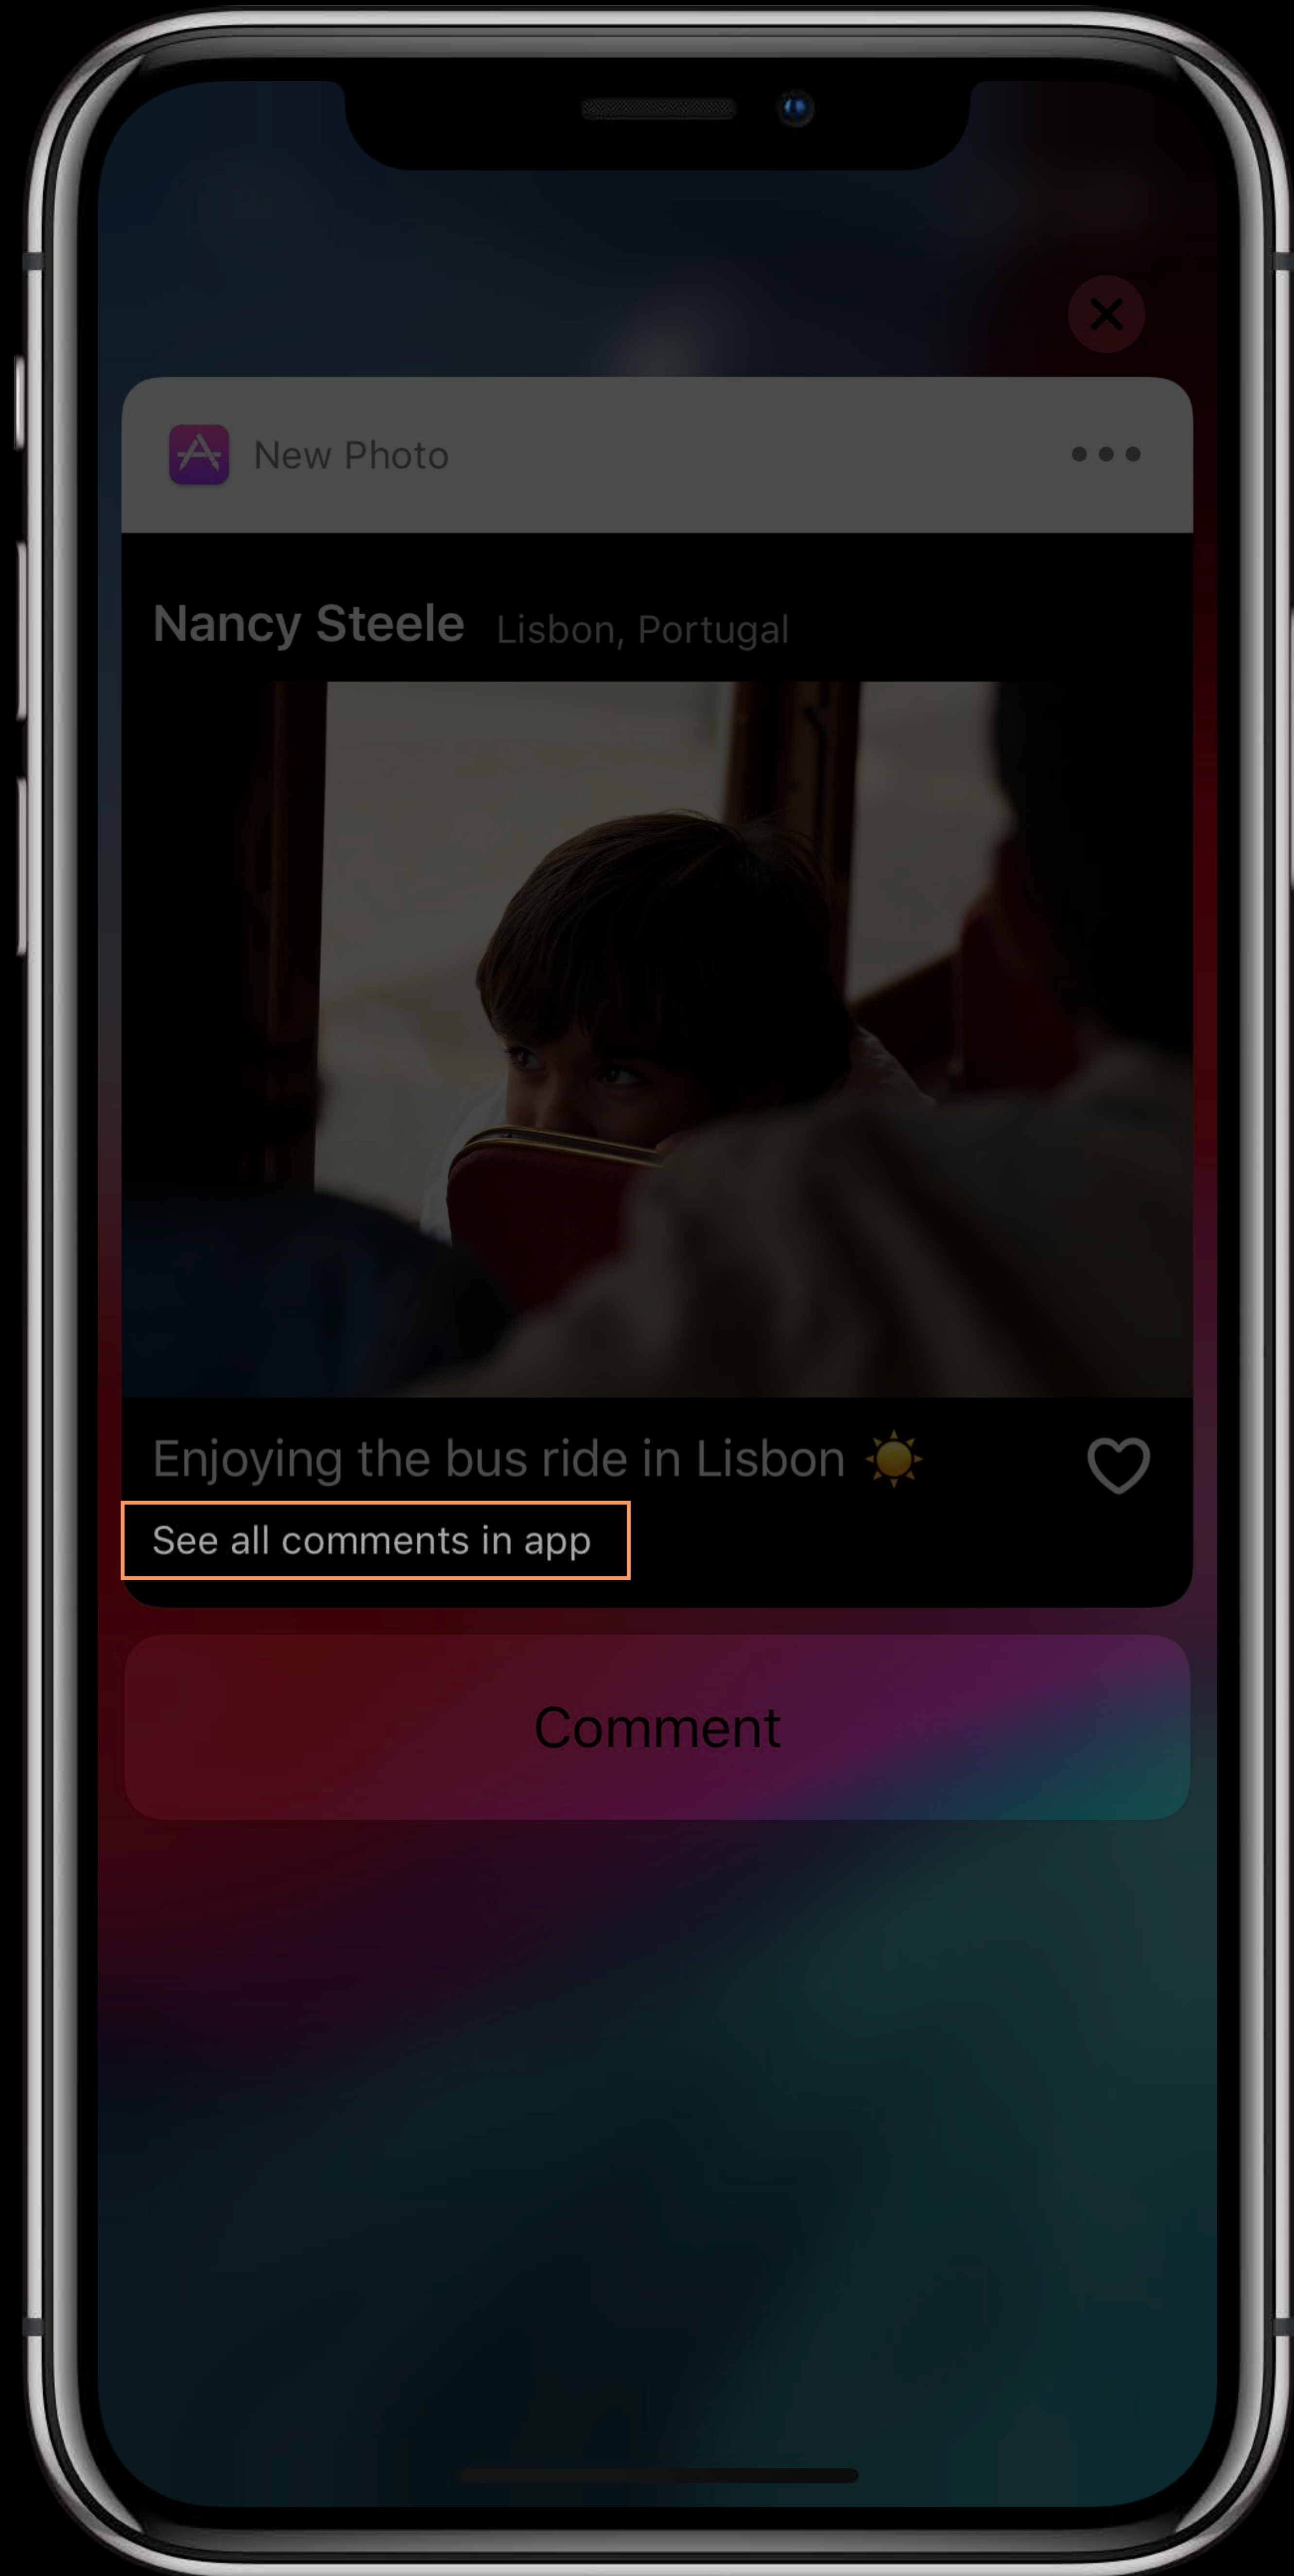 New Photo
Nancy Steele Lisbon, Portugal
Enjoying the bus ride in Lisbon ☀️
See all comments in app
Comment